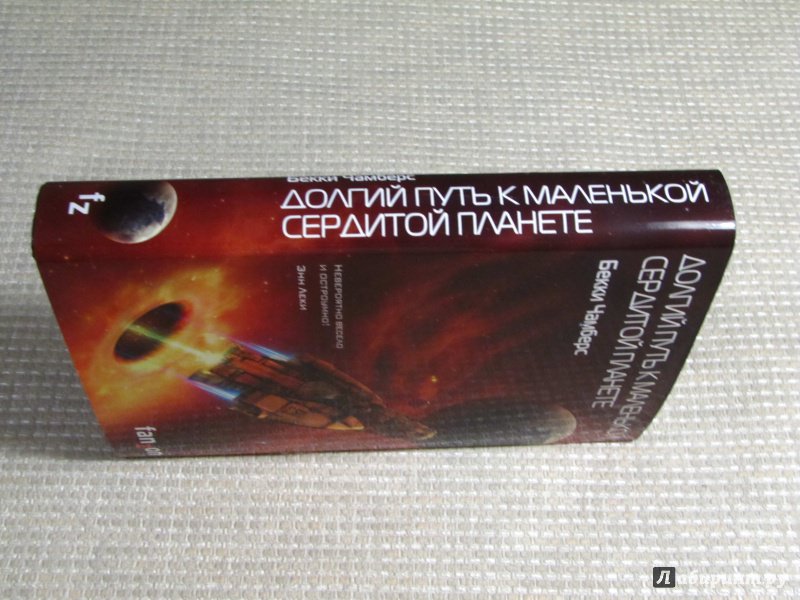 Бекки Чамберс
ДОЛГИЙ ПУТЬ К МАЛЕНЬКОЙ
СЕРДИТОЙ ПЛАНЕТЕ
fz
ДОЛГИЙ ПУТЬ К МАЛЕНЬКОЙ
СЕРДИТОЙ ПЛАНЕТЕ
Бекки Чамберс
Невероятно весело
и остроумно!
Энн Леки
fan
Лабиринт.ру